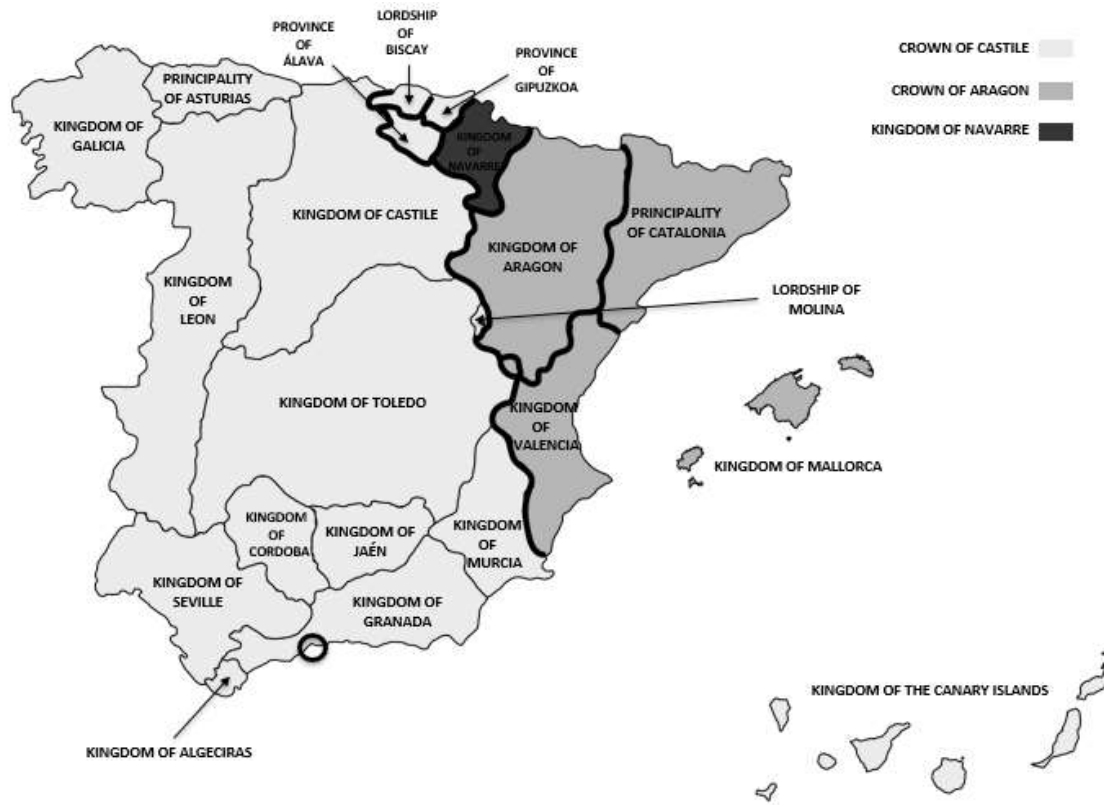 LORDSHIP
OF
BISCAY
PROVINCE
OF
ÁLAVA
PROVINCE
OF
GIPUZKOA
CROWN OF CASTILE
CROWN OF ARAGON
KINGDOM OF NAVARRE
PRINCIPALITY
OF ASTURIAS
KINGDOM OF
GALICIA
KINGDOM
OF
NAVARRE
KINGDOM OF CASTILE
PRINCIPALITY
OF CATALONIA
KINGDOM OF
ARAGON
KINGDOM
OF
LEON
LORDSHIP OF
MOLINA
KINGDOM OF TOLEDO
KINGDOM
OF
VALENCIA
KINGDOM OF MALLORCA
KINGDOM
OF
CORDOBA
KINGDOM OF
JAÉN
KINGDOM
OF
MURCIA
KINGDOM OF
SEVILLE
KINGDOM OF
GRANADA
KINGDOM OF THE CANARY ISLANDS
KINGDOM OF ALGECIRAS